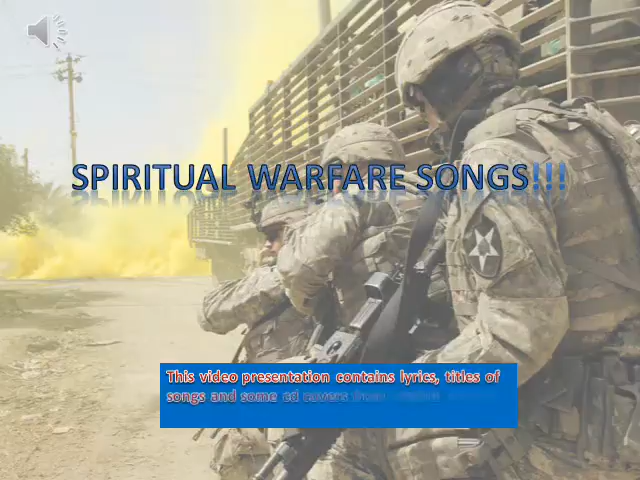 SPIRITUAL WARFARE SONGS!!!
This video presentation contains lyrics, titles of
songs and some cd covers